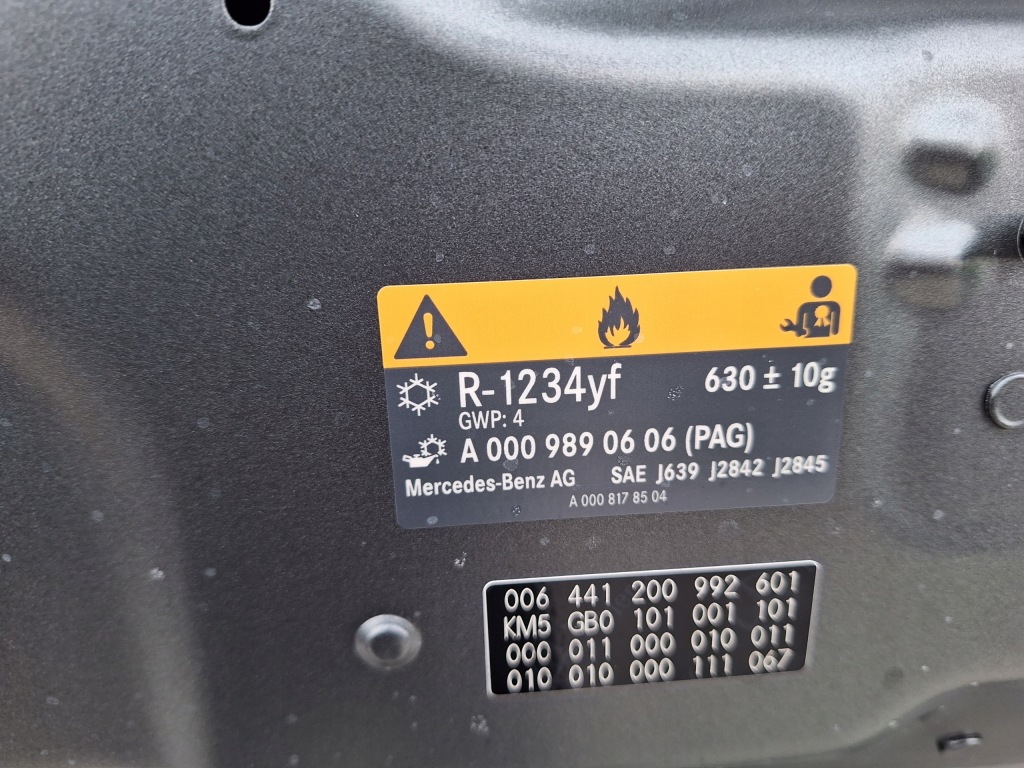 R-1234yf 630 ± 10g
GWP: 4
A 000 989 06 06 (PAG)
Mercedes-Benz AG SAE J639 J2842 J2845
A 000 817 85 04
006 441 200 992 601
KM5 GB0 101 001 101
000 011 000 010 011
010 010 000 111 067